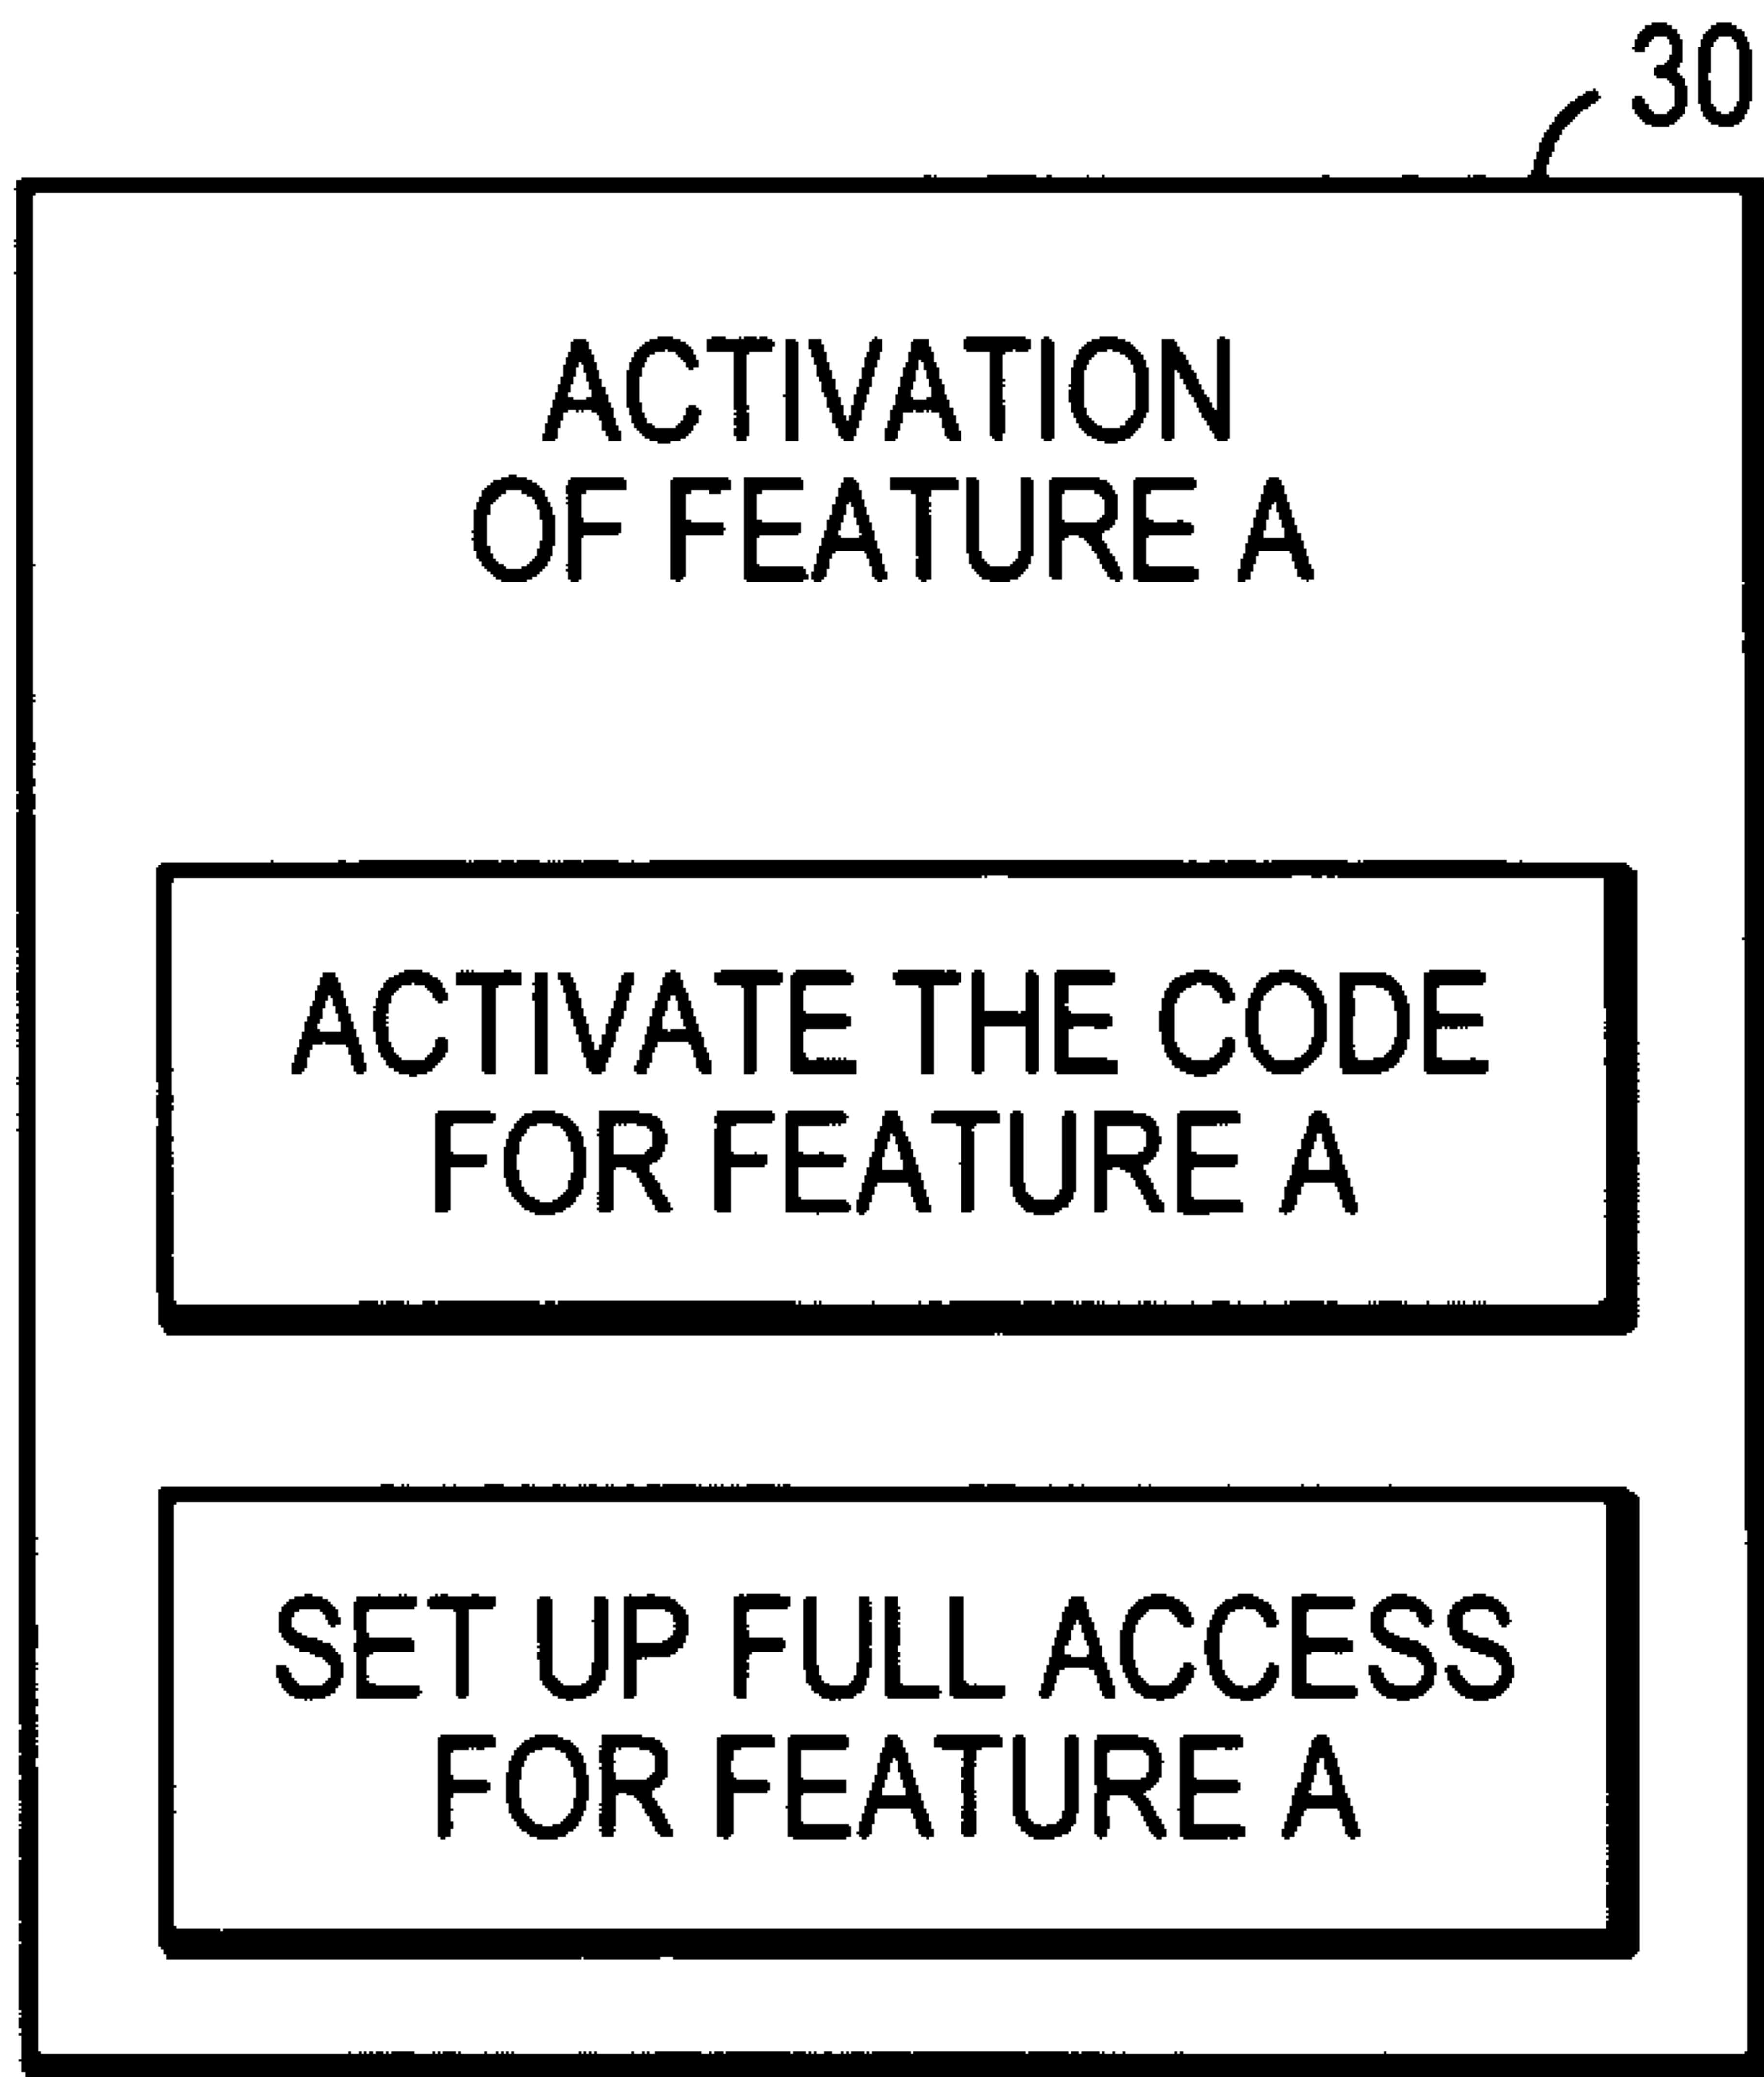 30
ACTIVATION
OF FEATURE A
ACTIVATE THE CODE
FOR FEATURE A
SET UP FULL ACCESS
FOR FEATURE A